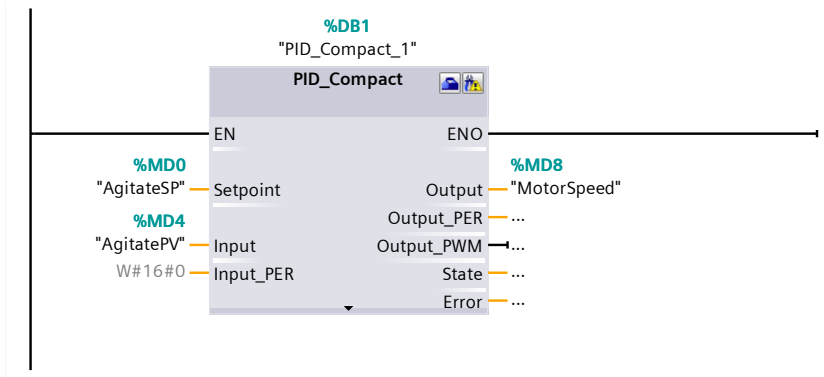 %DB1
"PID_Compact_1"
PID_Compact
EN
ENO
%MD0
"AgitateSP"
Setpoint
%MD8
Output
"MotorSpeed"
Output_PER
...
%MD4
"AgitatePV"
Input
Output_PWM
...
W#16#0
Input_PER
State
...
Error
...